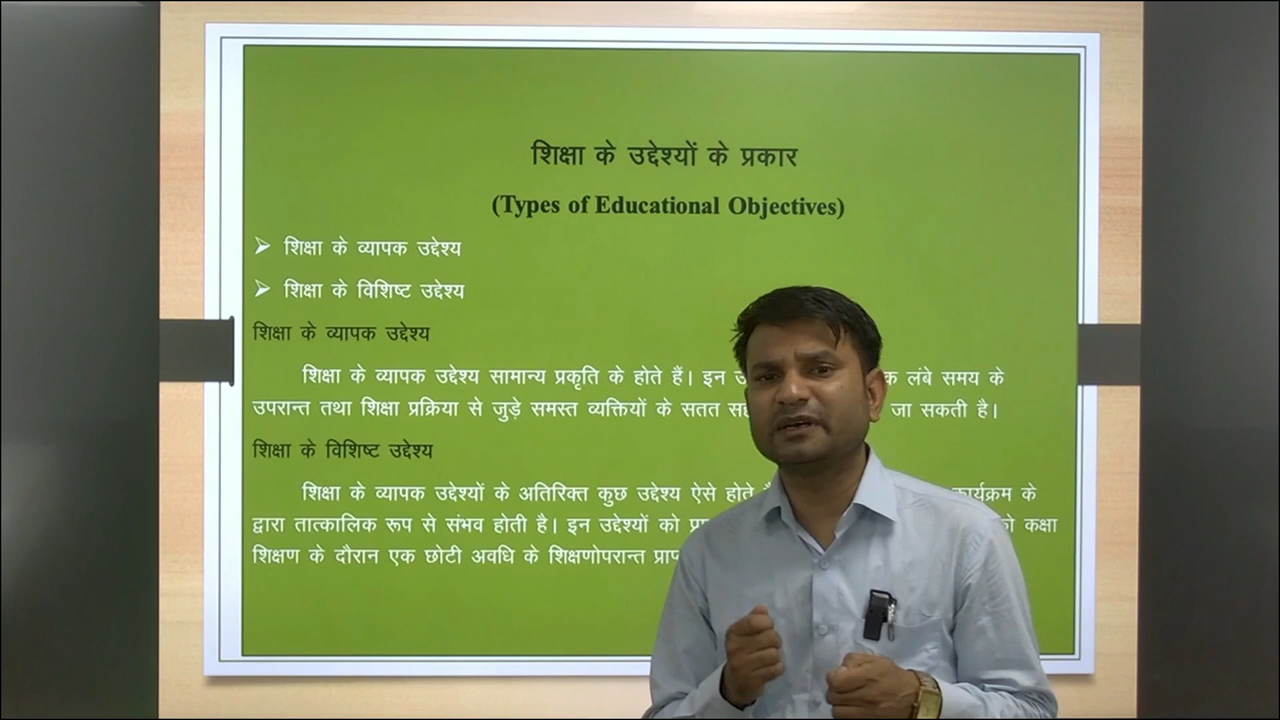 शिक्षा के उद्देश्यों के प्रकार
(Types of Educational Objectives)
➢ शिक्षा के व्यापक उद्देश्य
➢ शिक्षा के विशिष्ट उद्देश्य
शिक्षा के व्यापक उद्देश्य
शिक्षा के व्यापक उद्देश्य सामान्य प्रकृति के होते हैं। इन लंबे समय के
उपरान्त तथा शिक्षा प्रक्रिया से जुड़े समस्त व्यक्तियों के सतत जा सकती है।
शिक्षा के विशिष्ट उद्देश्य
शिक्षा के व्यापक उद्देश्यों के अतिरिक्त कुछ उद्देश्य ऐसे होते कार्यक्रम के
द्वारा तात्कालिक रूप से संभव होती है। इन उद्देश्यों को कक्षा
शिक्षण के दौरान एक छोटी अवधि के शिक्षणोपरान्त